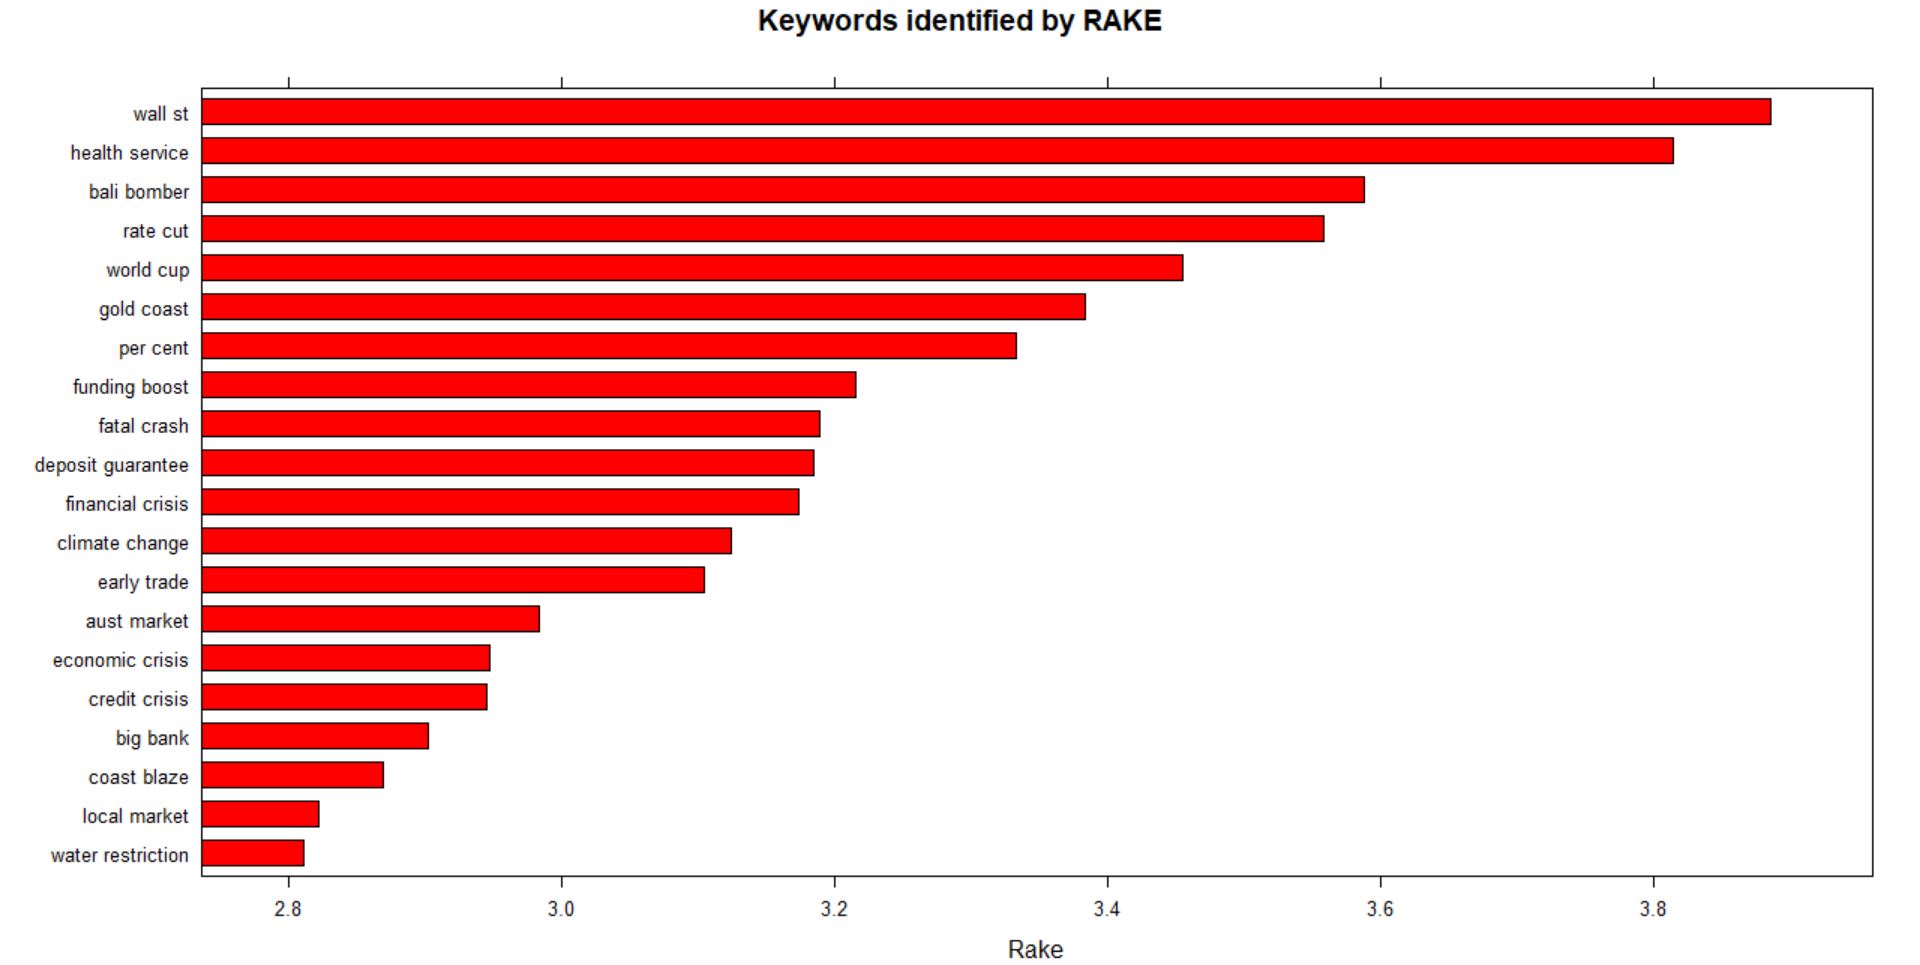 Keywords identified by RAKE
wall st
health service
bali bomber
rate cut
world cup
gold coast
per cent
funding boost
fatal crash
deposit guarantee
financial crisis
climate change
early trade
aust market
economic crisis
credit crisis
big bank
coast blaze
local market
water restriction
2.8 3.0 3.2 3.4 3.6 3.8
Rake